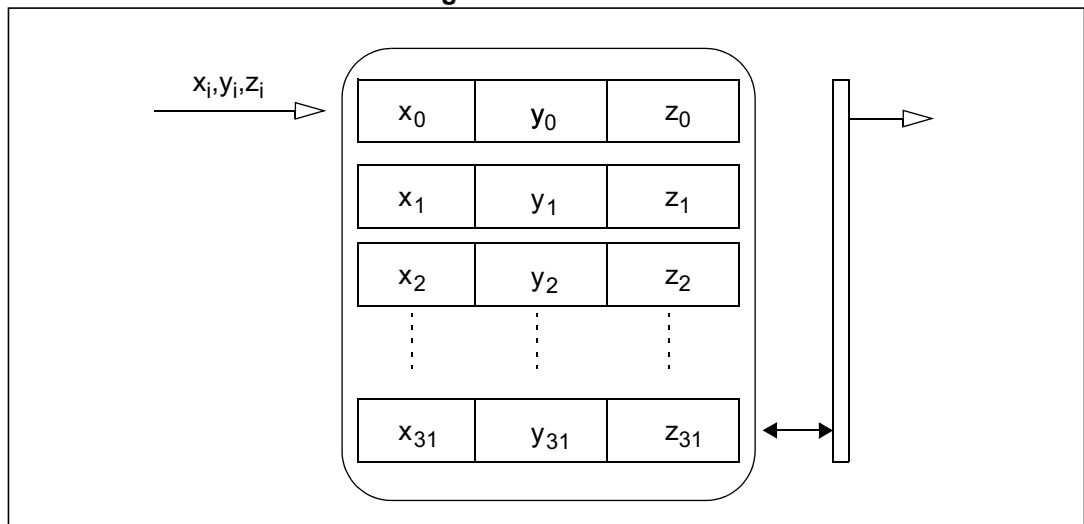 xᵢ,yᵢ,zᵢ
x₀ y₀ z₀
x₁ y₁ z₁
x₂ y₂ z₂
x₃₁ y₃₁ z₃₁